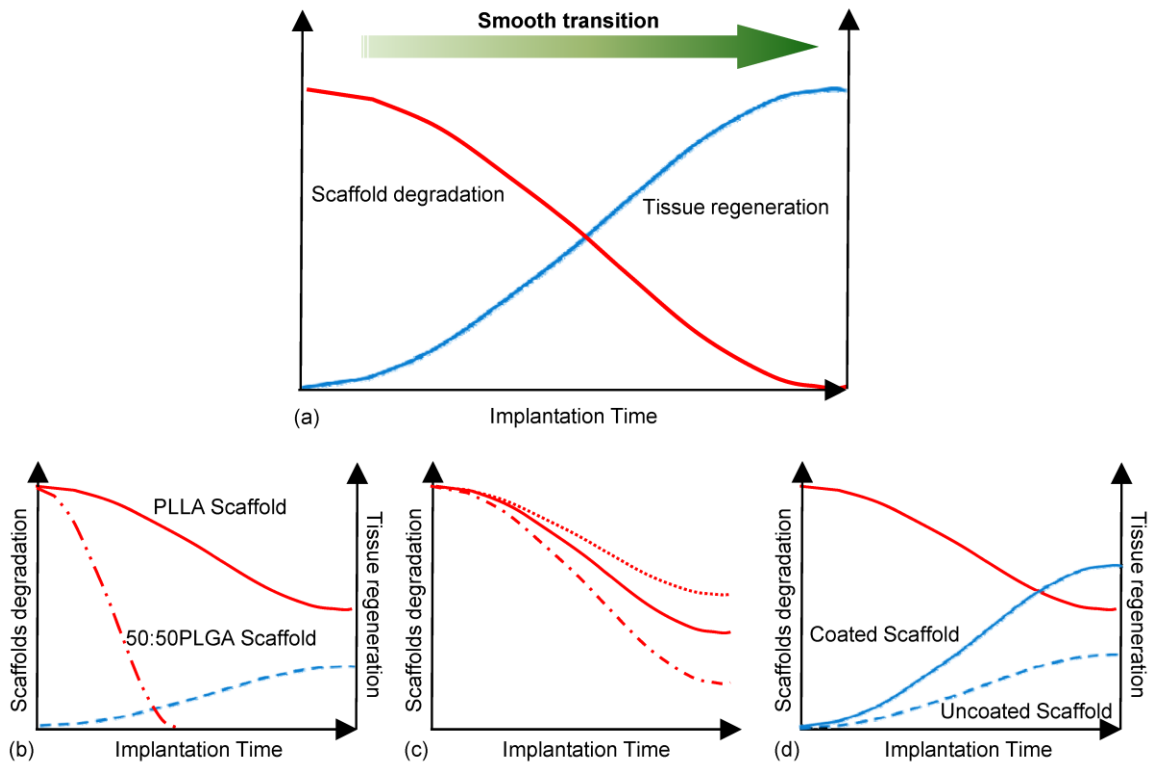 Smooth transition
Scaffold degradation
Tissue regeneration
(a)
Implantation Time
Scaffolds degradation
PLLA Scaffold
50:50PLGA Scaffold
Tissue regeneration
(b)
Implantation Time
Scaffolds degradation
(c)
Implantation Time
Scaffolds degradation
Coated Scaffold
Uncoated Scaffold
Tissue regeneration
(d)
Implantation Time